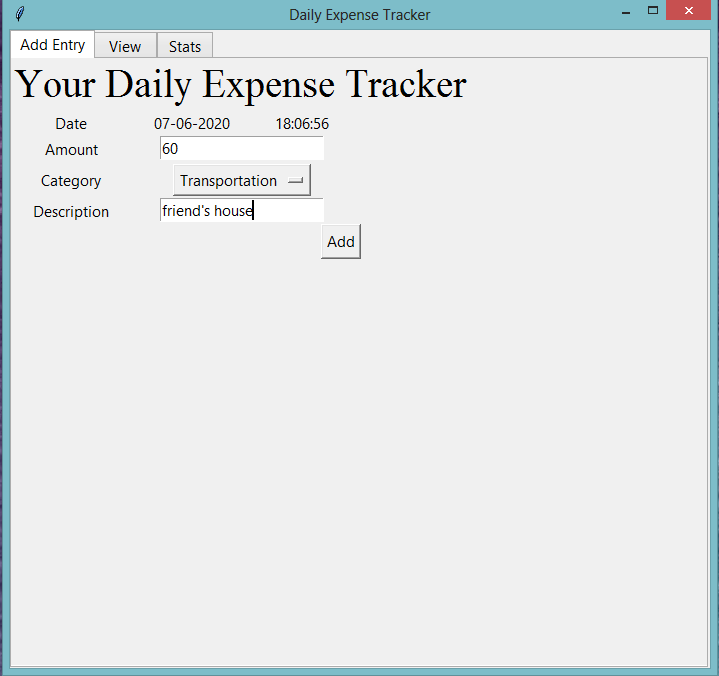 Daily Expense Tracker
Add Entry View Stats
Your Daily Expense Tracker
Date 07-06-2020 18:06:56
Amount 60
Category Transportation
Description friend's house
Add